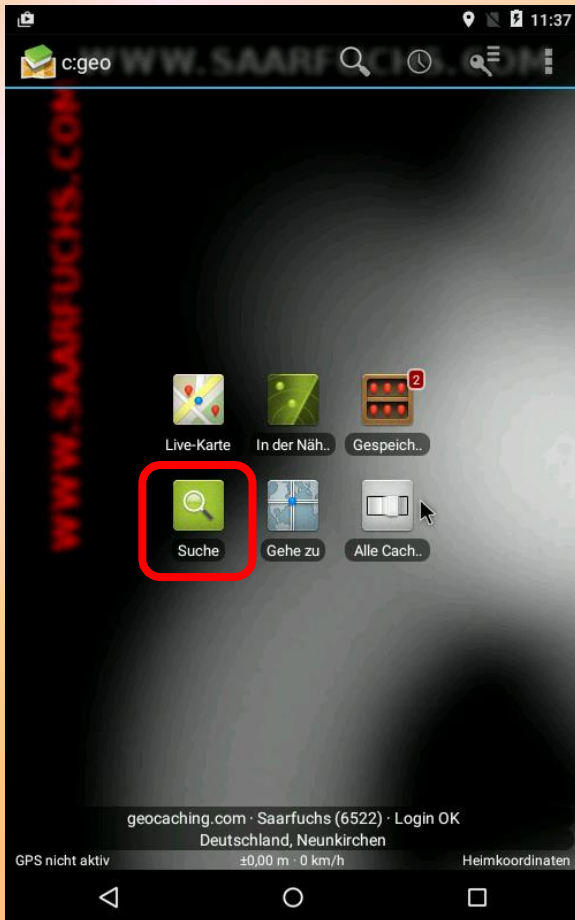 11:37
c:geo
WWW.SAARFUCHS.COM
WWW.SAARFUCHS.COM
2
Live-Karte In der Näh.. Gespeich..
Suche Gehe zu Alle Cach..
geocaching.com · Saarfuchs (6522) · Login OK
Deutschland, Neunkirchen
GPS nicht aktiv ±0,00 m · 0 km/h Heimkoordinaten